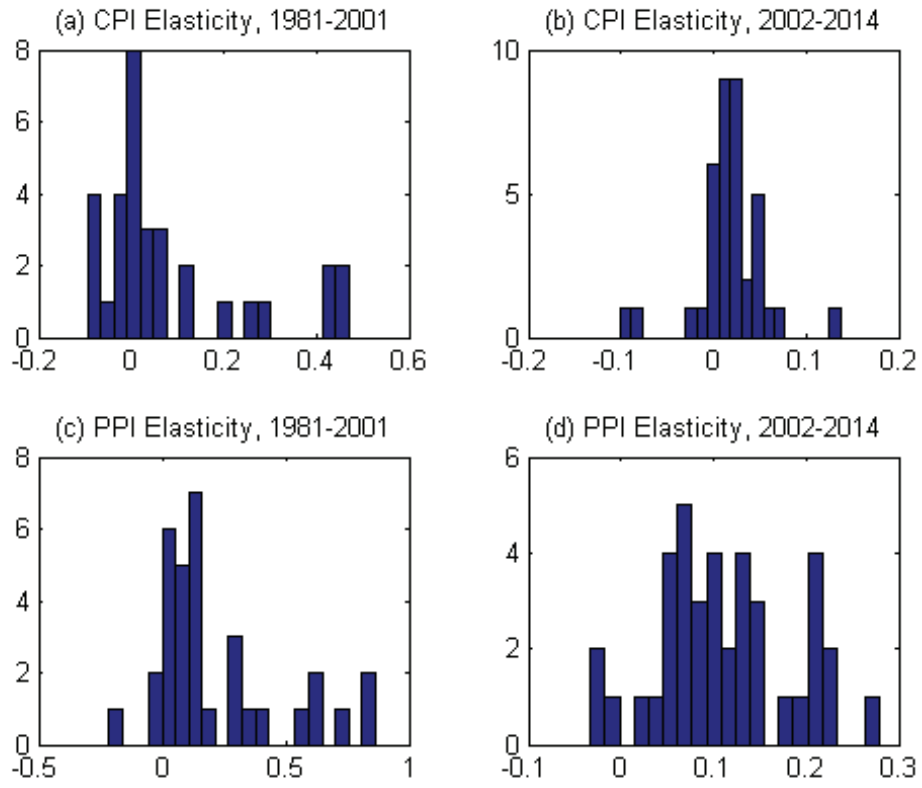 (a) CPI Elasticity, 1981-2001
8
6
4
2
0
-0.2 0 0.2 0.4 0.6
(b) CPI Elasticity, 2002-2014
10
5
0
-0.2 -0.1 0 0.1 0.2
(c) PPI Elasticity, 1981-2001
8
6
4
2
0
-0.5 0 0.5 1
(d) PPI Elasticity, 2002-2014
6
4
2
0
-0.1 0 0.1 0.2 0.3